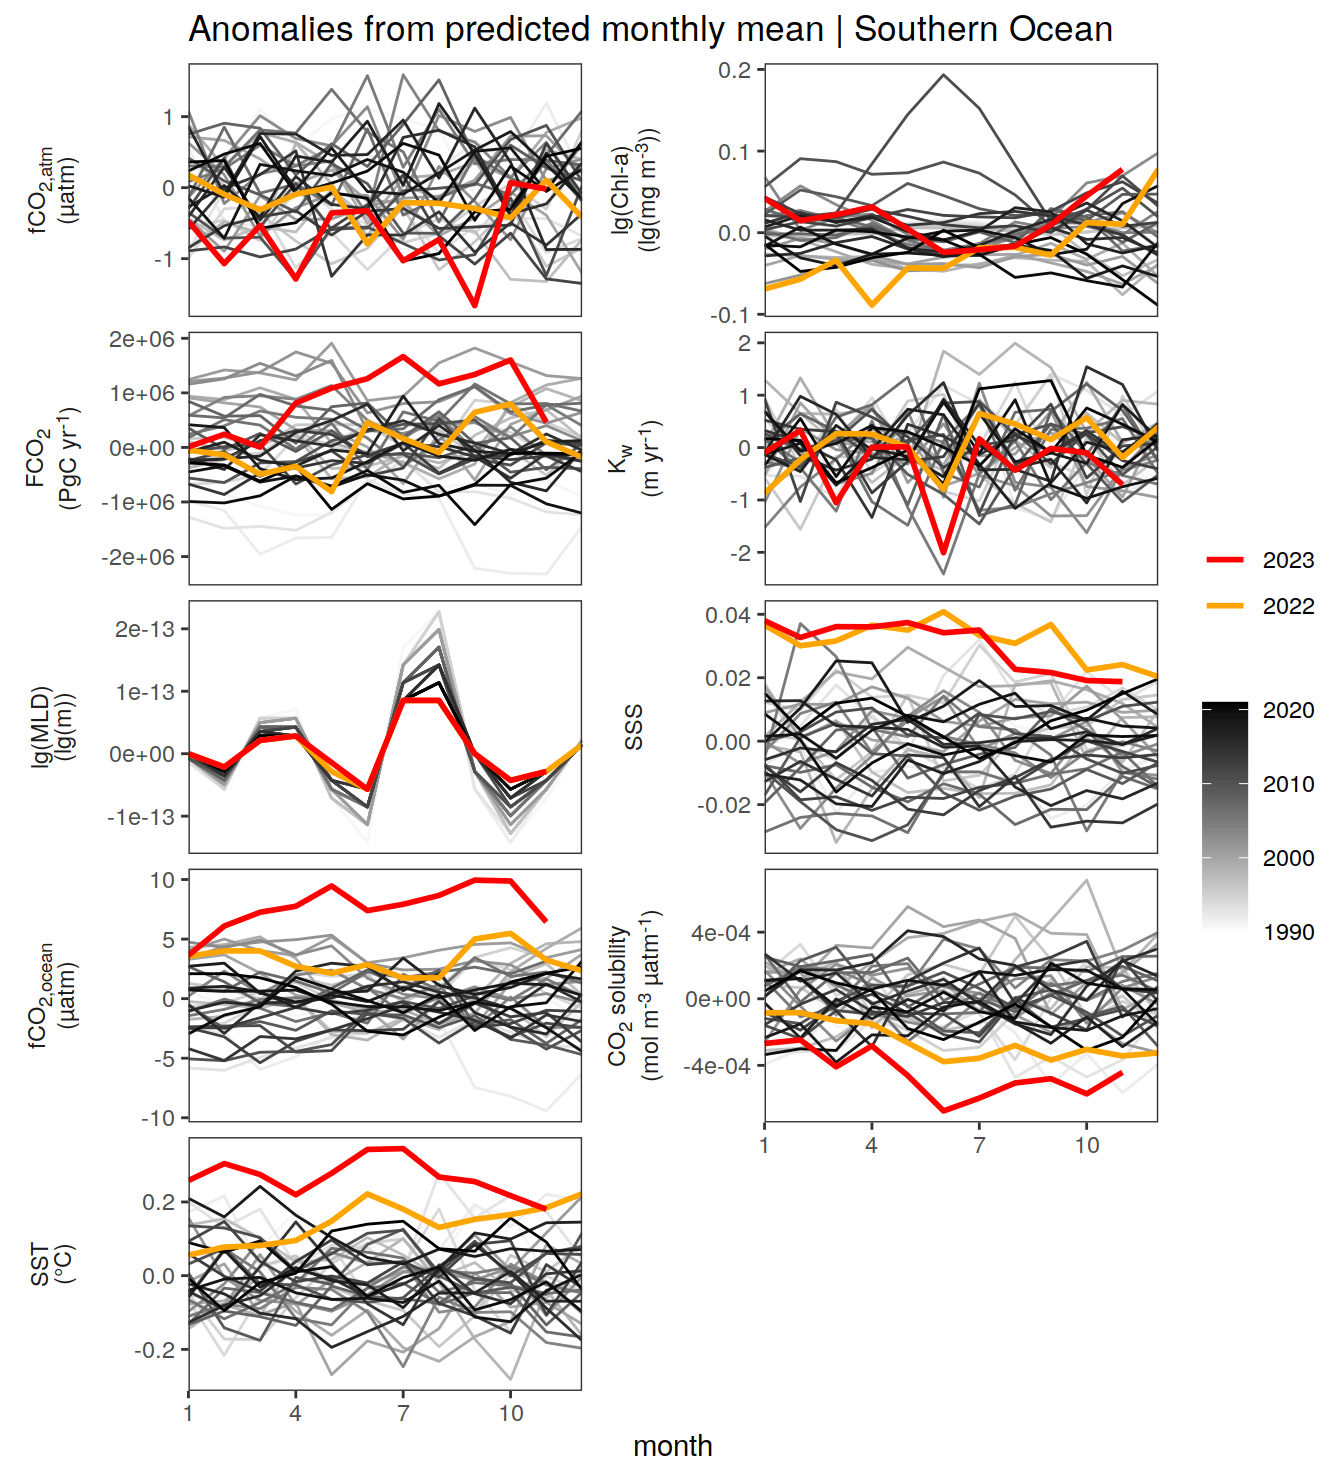 Anomalies from predicted monthly mean | Southern Ocean
fCO2,atm
(µatm)
1
0
-1
lg(Chl-a)
(lg(mg m-3))
0.2
0.1
0.0
-0.1
FCO2
(PgC yr-1)
2e+06
1e+06
0e+00
-1e+06
-2e+06
Kw
(m yr-1)
2
1
0
-1
-2
lg(MLD)
(lg(m))
2e-13
1e-13
0e+00
-1e-13
SSS
0.04
0.02
0.00
-0.02
fCO2,ocean
(µatm)
10
5
0
-5
-10
CO2 solubility
(mol m-3 µatm-1)
4e-04
0e+00
-4e-04
1 4 7 10
SST
(°C)
0.2
0.0
-0.2
1 4 7 10
month
2023
2022
2020
2010
2000
1990